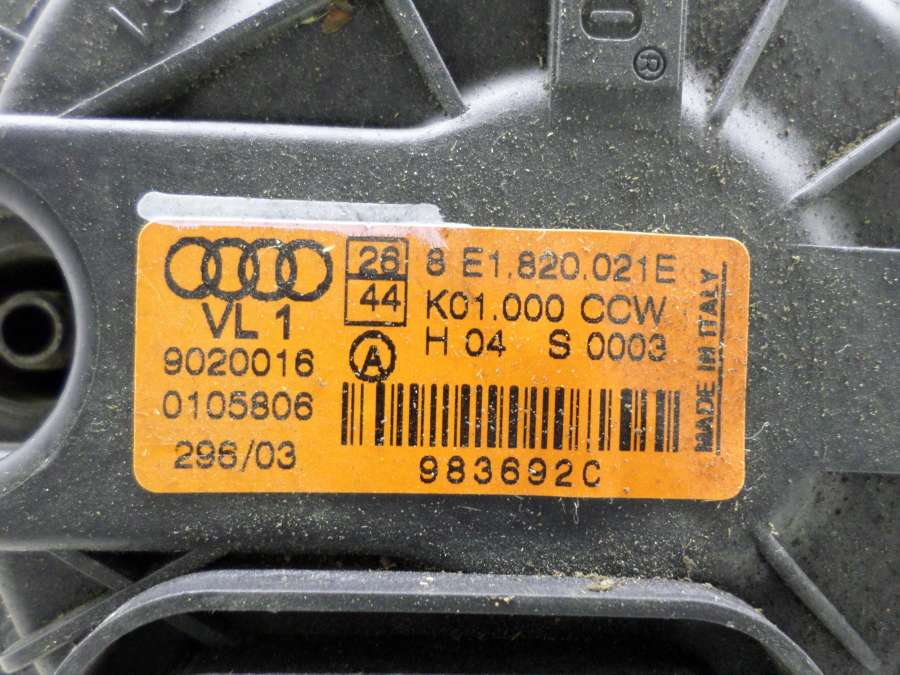 0®
VL 1
9020016
0105806
296/03
26
44
A
8 E1.820.021E
K01.000 CCW
H 04 S 0003
983692C
MADE IN ITALY